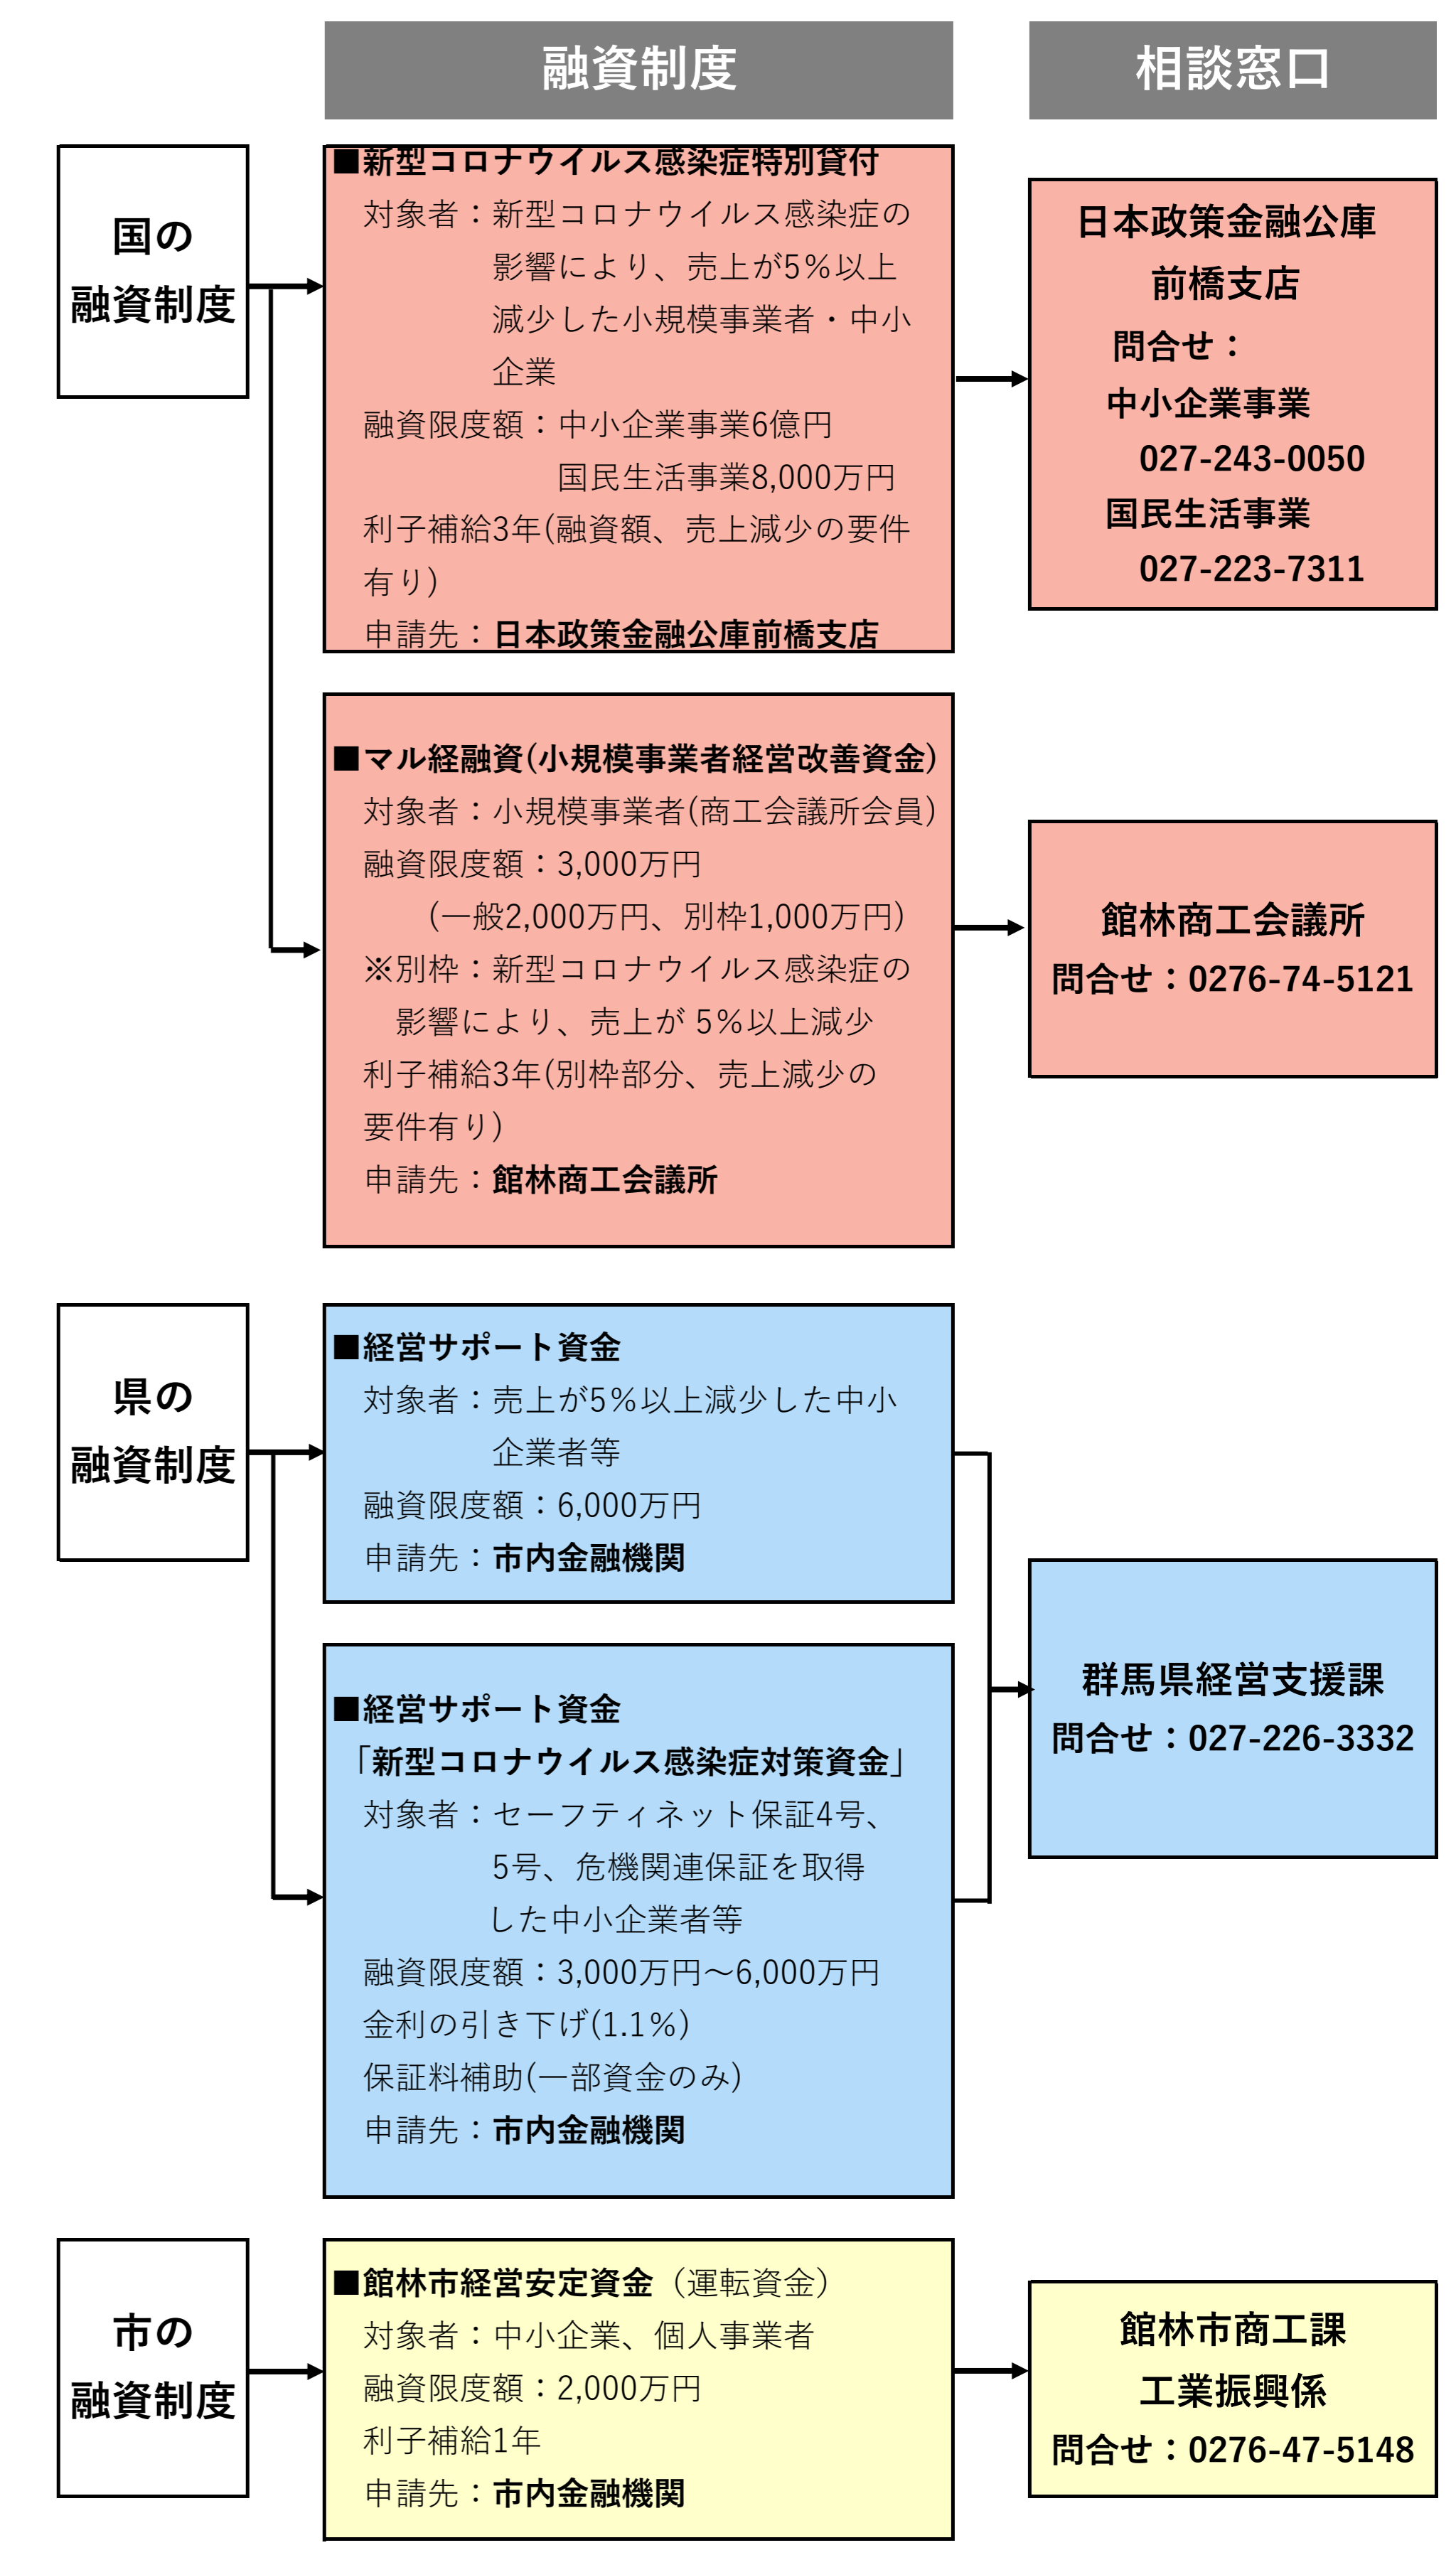 融資制度
相談窓口
国の
融資制度
■新型コロナウイルス感染症特別貸付
対象者：新型コロナウイルス感染症の
影響により、売上が5％以上
減少した小規模事業者・中小
企業
融資限度額：中小企業事業6億円
国民生活事業8,000万円
利子補給3年(融資額、売上減少の要件
有り)
申請先：日本政策金融公庫前橋支店
日本政策金融公庫
前橋支店
問合せ：
中小企業事業
027-243-0050
国民生活事業
027-223-7311
■マル経融資(小規模事業者経営改善資金)
対象者：小規模事業者(商工会議所会員)
融資限度額：3,000万円
(一般2,000万円、別枠1,000万円)
※別枠：新型コロナウイルス感染症の
影響により、売上が 5％以上減少
利子補給3年(別枠部分、売上減少の
要件有り)
申請先：館林商工会議所
館林商工会議所
問合せ：0276-74-5121
県の
融資制度
■経営サポート資金
対象者：売上が5％以上減少した中小
企業者等
融資限度額：6,000万円
申請先：市内金融機関
■経営サポート資金
「新型コロナウイルス感染症対策資金」
対象者：セーフティネット保証4号、
5号、危機関連保証を取得
した中小企業者等
融資限度額：3,000万円～6,000万円
金利の引き下げ(1.1％)
保証料補助(一部資金のみ)
申請先：市内金融機関
群馬県経営支援課
問合せ：027-226-3332
市の
融資制度
■館林市経営安定資金（運転資金）
対象者：中小企業、個人事業者
融資限度額：2,000万円
利子補給1年
申請先：市内金融機関
館林市商工課
工業振興係
問合せ：0276-47-5148